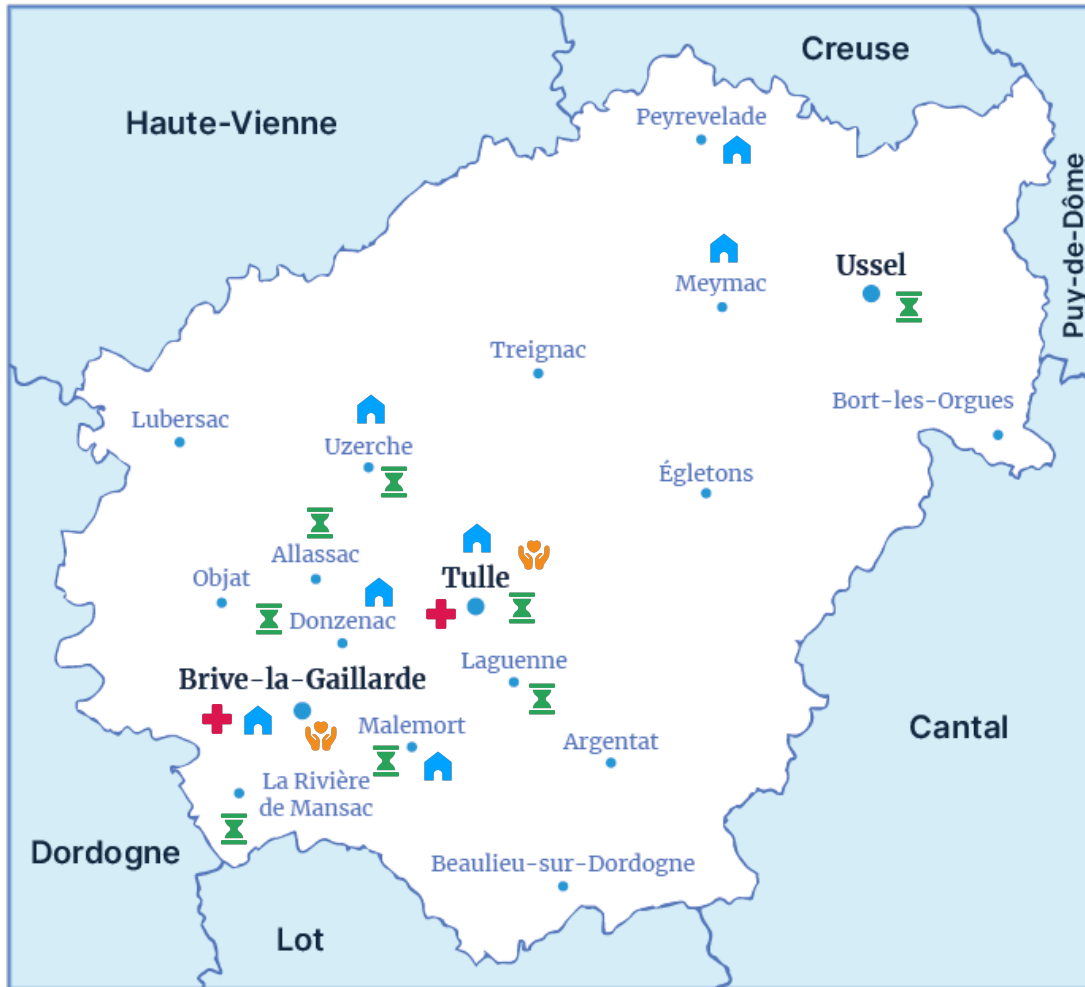 Creuse
Haute-Vienne
Peyrevelade
Puy-de-Dôme
Ussel
Meymac
Treignac
Bort-les-Orgues
Lubersac
Uzerche
Égletons
Allassac
Objat
Tulle
Donzenac
Laguenne
Brive-la-Gaillarde
Malemort
Argentat
Cantal
La Rivière
de Mansac
Dordogne
Beaulieu-sur-Dordogne
Lot